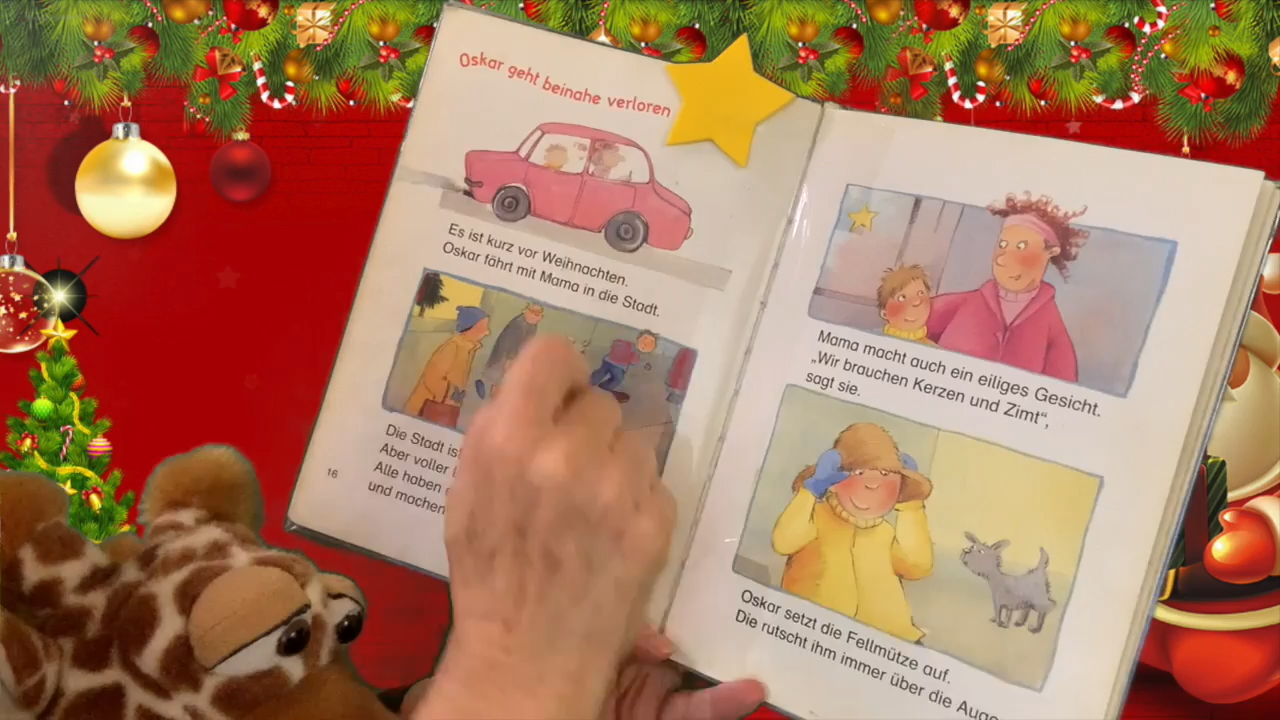 Oskar geht beinahe verloren
Es ist kurz vor Weihnachten.
Oskar fährt mit Mama in die Stadt.
Die Stadt ist
Aber voller
Alle haben
und machen
16
Mama macht auch ein eiliges Gesicht.
„Wir brauchen Kerzen und Zimt“,
sagt sie.
Oskar setzt die Fellmütze auf.
Die rutscht ihm immer über die